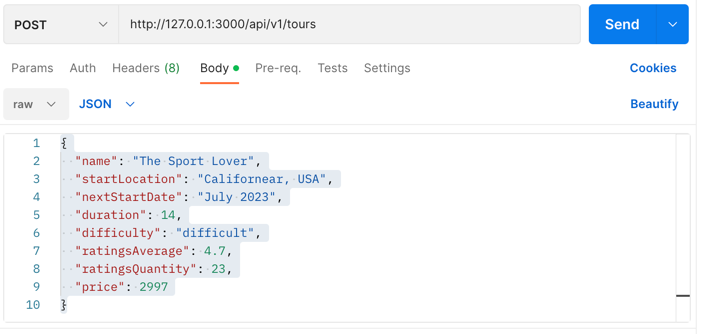 POST http://127.0.0.1:3000/api/v1/tours Send
Params Auth Headers (8) Body Pre-req. Tests Settings Cookies
raw JSON Beautify
1 {
2 "name": "The Sport Lover",
3 "startLocation": "Californear, USA",
4 "nextStartDate": "July 2023",
5 "duration": 14,
6 "difficulty": "difficult",
7 "ratingsAverage": 4.7,
8 "ratingsQuantity": 23,
9 "price": 2997
10 }